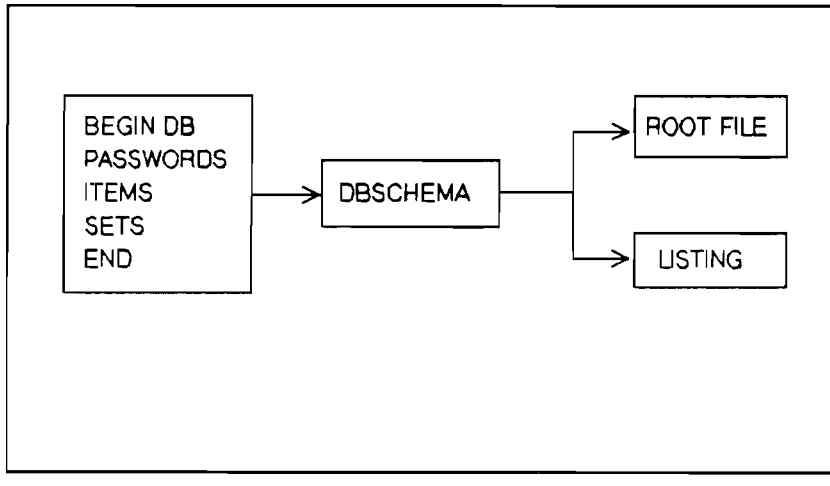 BEGIN DB
PASSWORDS
ITEMS
SETS
END
DBSCHEMA
ROOT FILE
LISTING